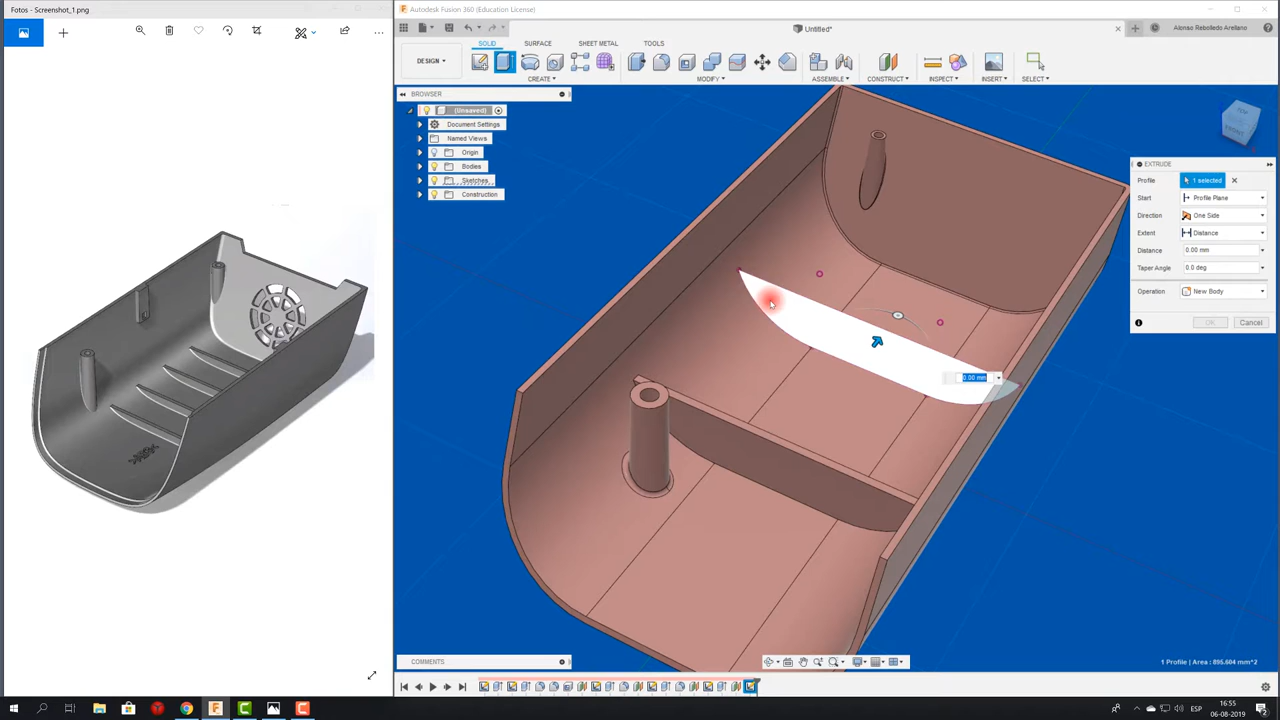 Fotos - Screenshot_1.png
Autodesk Fusion 360 (Education License)
Untitled*
Alonso Rebolledo Arellano
SOLID
SURFACE
SHEET METAL
TOOLS
DESIGN
CREATE
MODIFY
ASSEMBLE
CONSTRUCT
INSPECT
INSERT
SELECT
BROWSER
(Unsaved)
Document Settings
Named Views
Origin
Bodies
Sketches
Construction
TOP
FRONT
EXTRUDE
Profile 1 selected
Start Profile Plane
Direction One Side
Extent Distance
Distance 0.00 mm
Taper Angle 0.0 deg
Operation New Body
OK Cancel
0.00 mm
COMMENTS
1 Profile | Area : 895.604 mm^2
ESP
16:55
06-08-2019
2